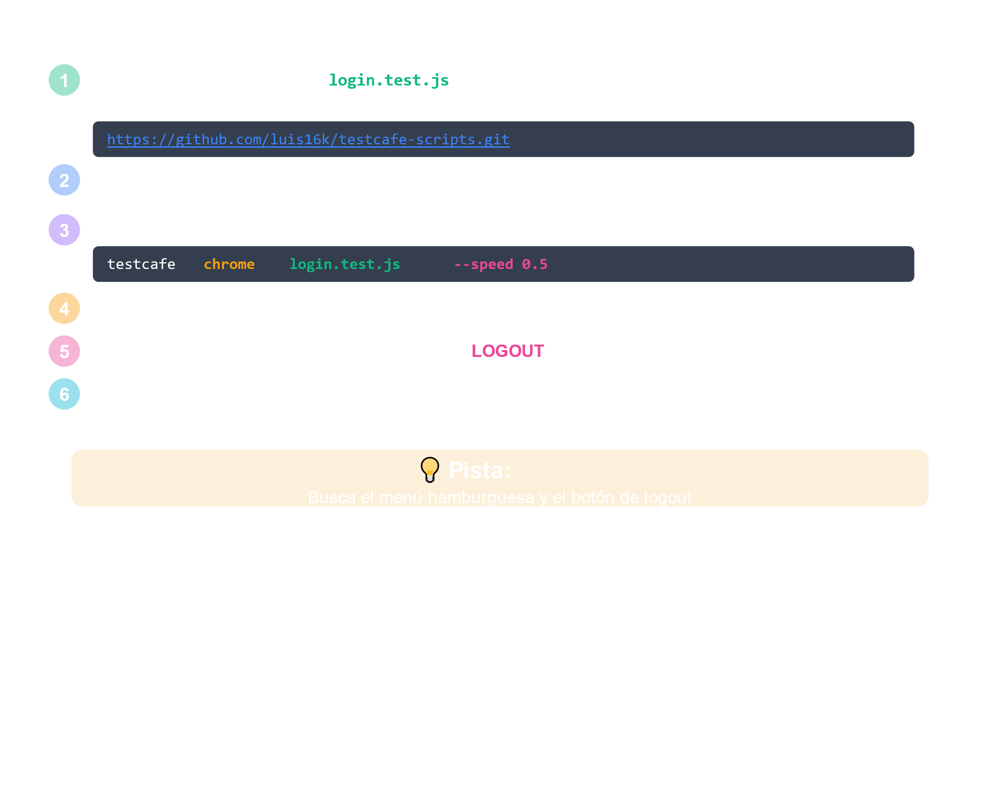 1 login.test.js
https://github.com/luis16k/testcafe-scripts.git
2
3
testcafe chrome login.test.js --speed 0.5
4
5 LOGOUT
6
Pista:
Busca el menú hamburguesa y el botón de logout